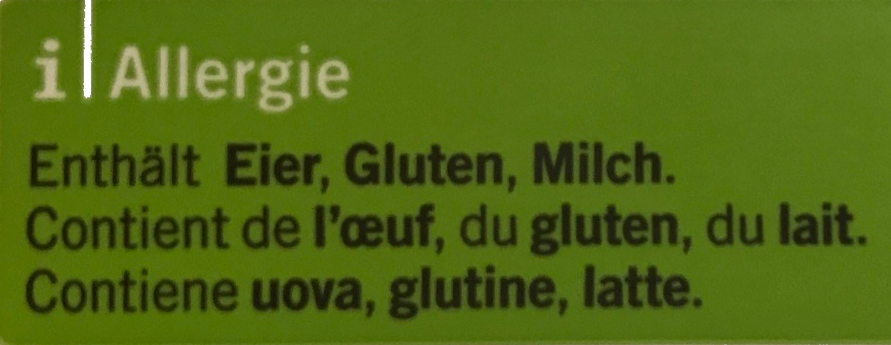 i | Allergie
Enthält Eier, Gluten, Milch.
Contient de l'œuf, du gluten, du lait.
Contiene uova, glutine, latte.